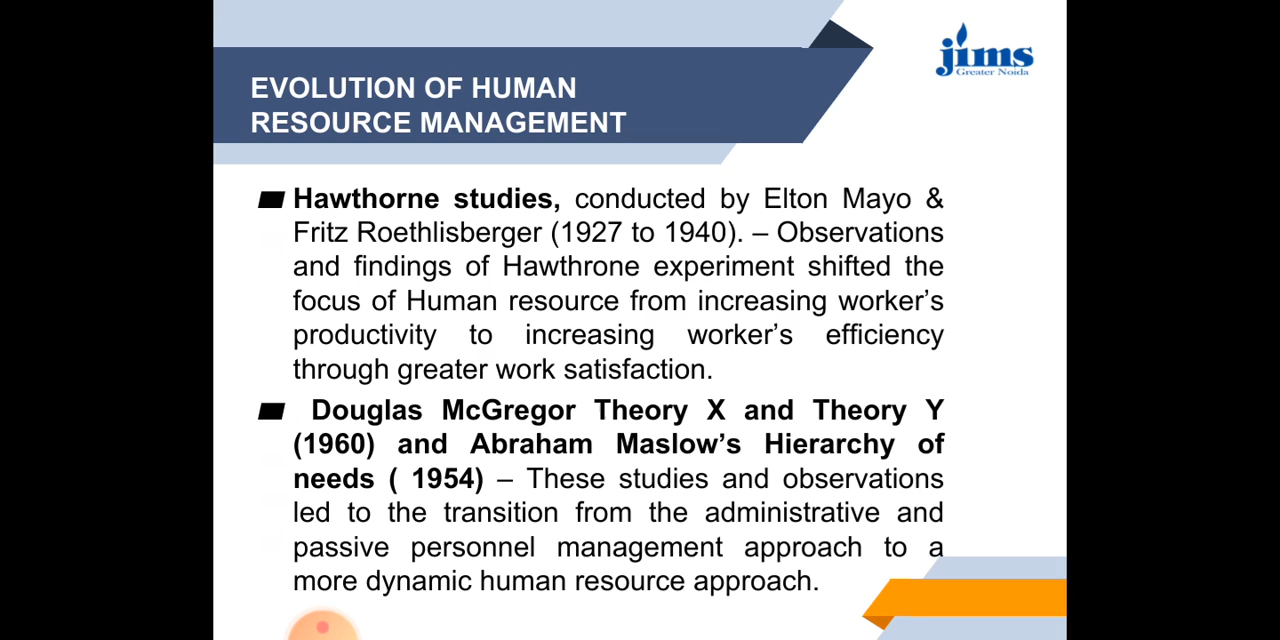 jims
Greater Noida
EVOLUTION OF HUMAN
RESOURCE MANAGEMENT
Hawthorne studies, conducted by Elton Mayo &
Fritz Roethlisberger (1927 to 1940). – Observations
and findings of Hawthrone experiment shifted the
focus of Human resource from increasing worker’s
productivity to increasing worker’s efficiency
through greater work satisfaction.
Douglas McGregor Theory X and Theory Y
(1960) and Abraham Maslow’s Hierarchy of
needs ( 1954) – These studies and observations
led to the transition from the administrative and
passive personnel management approach to a
more dynamic human resource approach.